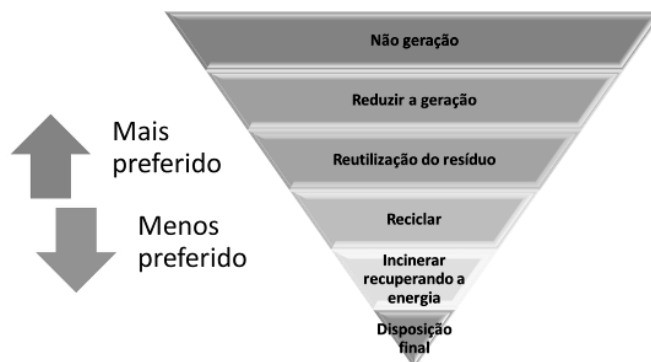 Não geração
Reduzir a geração
Reutilização do resíduo
Reciclar
Incinerar
recuperando a
energia
Disposição
final
Mais
preferido
Menos
preferido